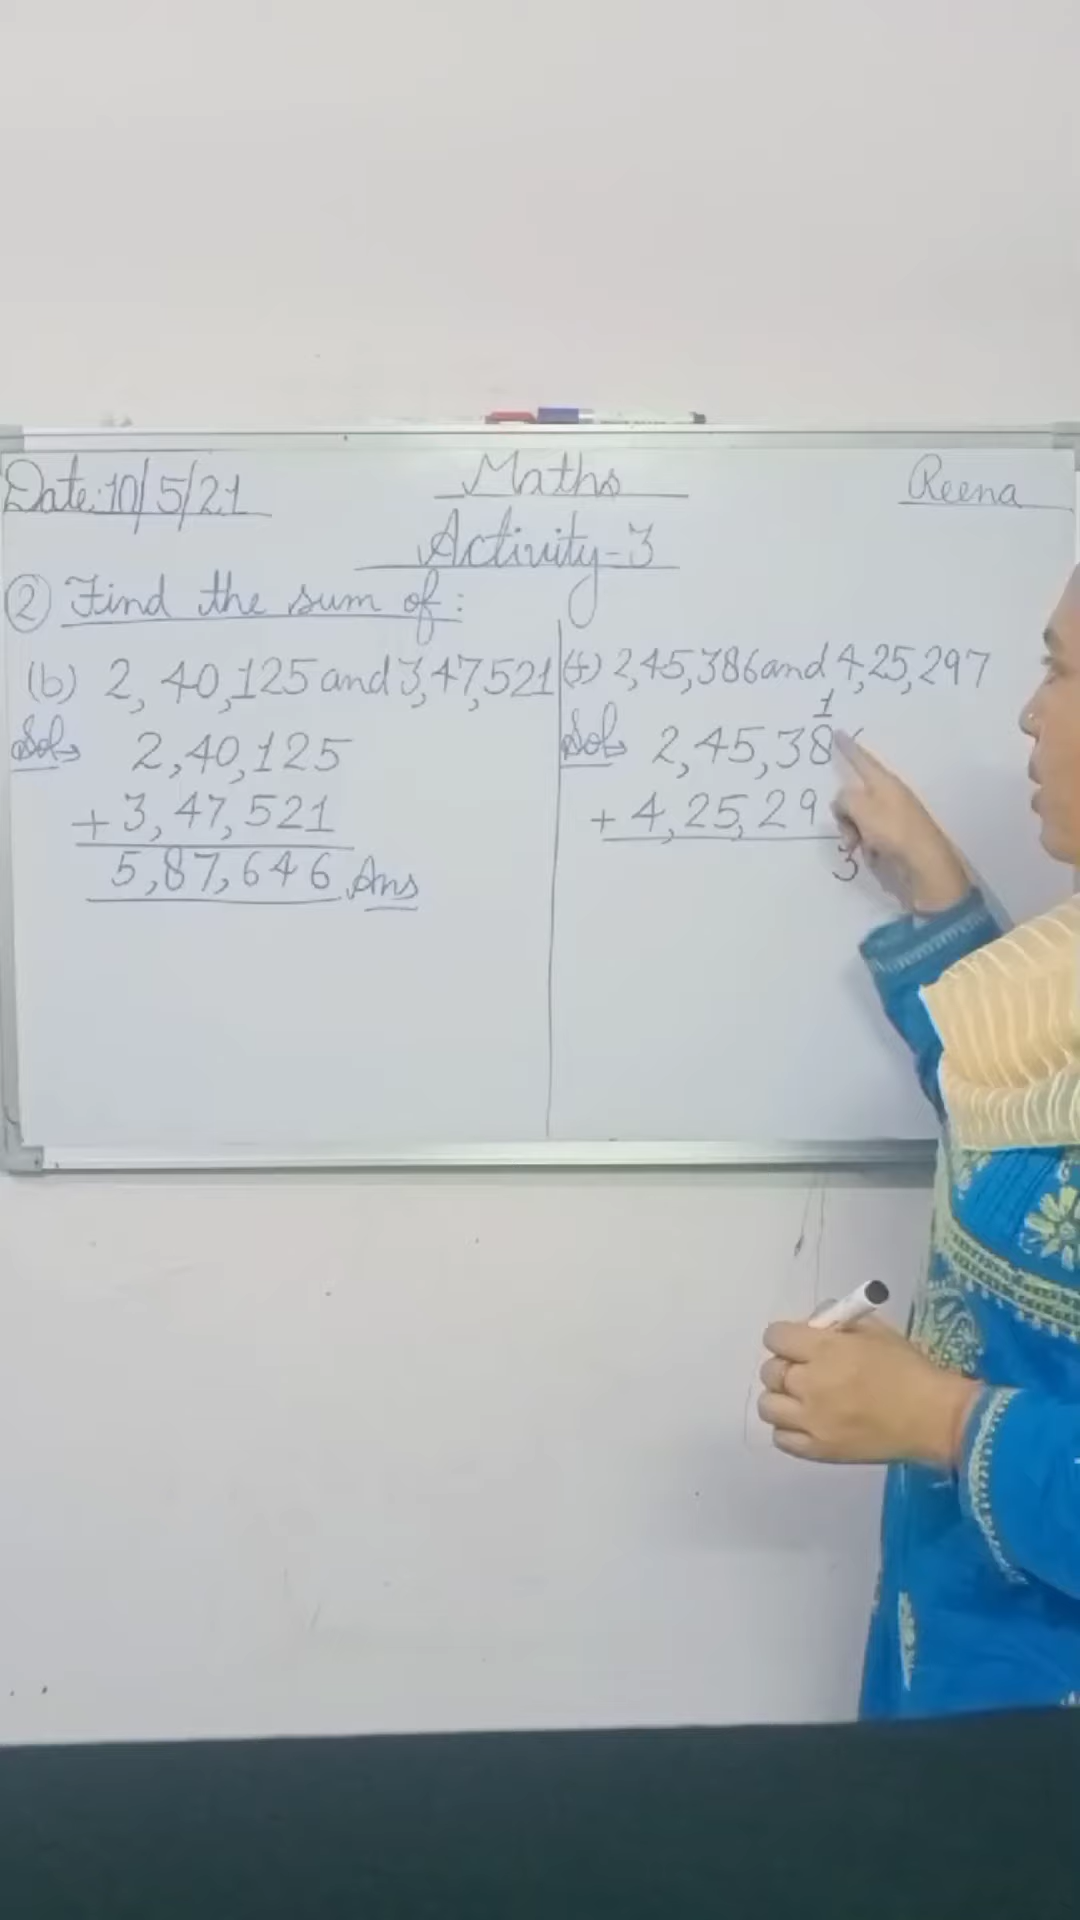 Date:10/5/21 Maths Reena
Activity-3
② Find the sum of:
(b) 2,40,125 and 3,47,521
Sol→ 2,40,125
+ 3,47,521
5,87,646 Ans
(f) 2,45,386 and 4,25,297
1
Sol→ 2,45,38
+ 4,25,29
3